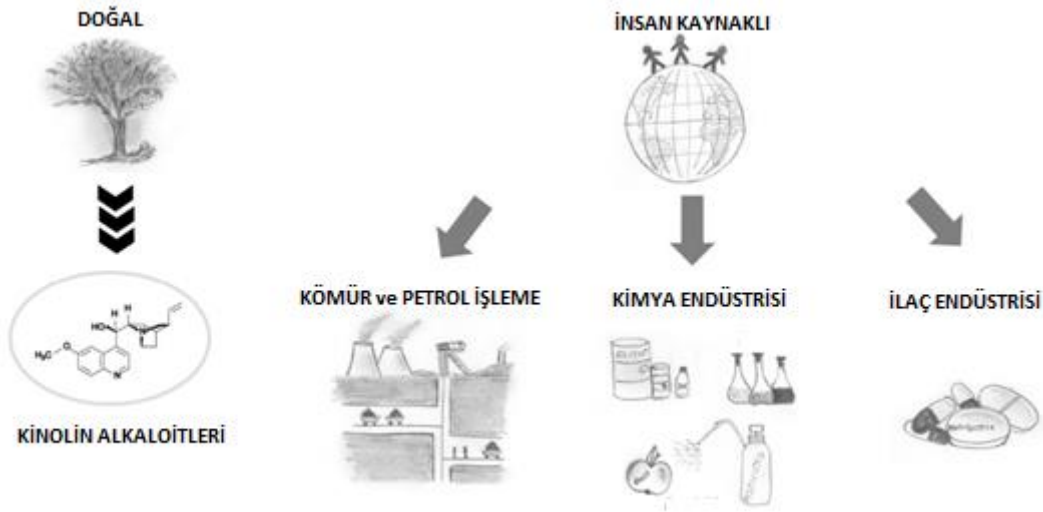 DOĞAL
İNSAN KAYNAKLI
KÖMÜR ve PETROL İŞLEME
KİMYA ENDÜSTRİSİ
İLAÇ ENDÜSTRİSİ
H H
HO
H₃C O
N
KİNOLİN ALKALOİTLERİ